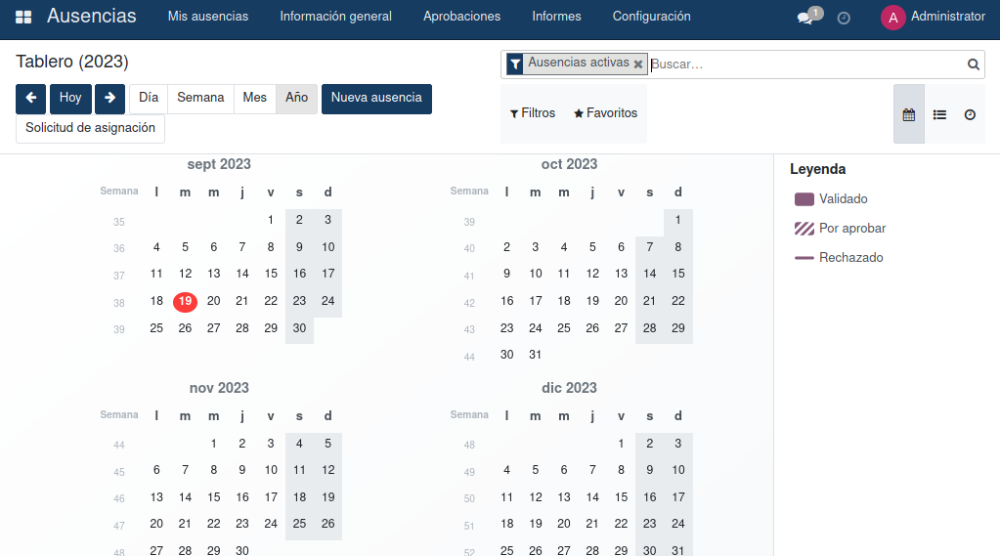 Ausencias Mis ausencias Información general Aprobaciones Informes Configuración 1 A Administrator
Tablero (2023)
Ausencias activas Buscar...
Hoy Día Semana Mes Año Nueva ausencia
Solicitud de asignación
Filtros Favoritos
sept 2023
Semana l m m j v s d
35 1 2 3
36 4 5 6 7 8 9 10
37 11 12 13 14 15 16 17
38 18 19 20 21 22 23 24
39 25 26 27 28 29 30
oct 2023
Semana l m m j v s d
39 1
40 2 3 4 5 6 7 8
41 9 10 11 12 13 14 15
42 16 17 18 19 20 21 22
43 23 24 25 26 27 28 29
44 30 31
nov 2023
Semana l m m j v s d
44 1 2 3 4 5
45 6 7 8 9 10 11 12
46 13 14 15 16 17 18 19
47 20 21 22 23 24 25 26
48 27 28 29 30
dic 2023
Semana l m m j v s d
48 1 2 3
49 4 5 6 7 8 9 10
50 11 12 13 14 15 16 17
51 18 19 20 21 22 23 24
52 25 26 27 28 29 30 31
Leyenda
Validado
Por aprobar
Rechazado